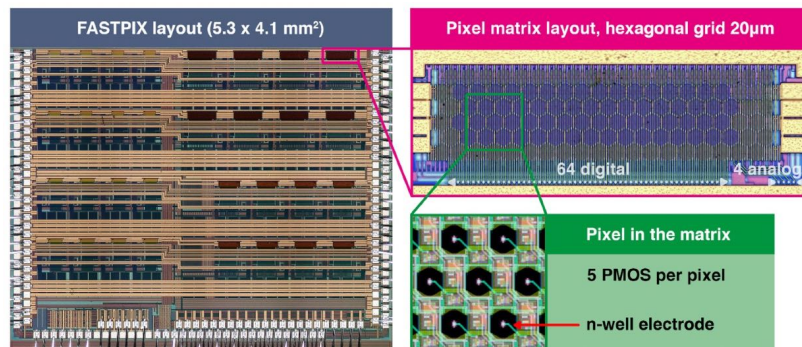 FASTPIX layout (5.3 x 4.1 mm²)
Pixel matrix layout, hexagonal grid 20µm
64 digital
4 analog
Pixel in the matrix
5 PMOS per pixel
n-well electrode